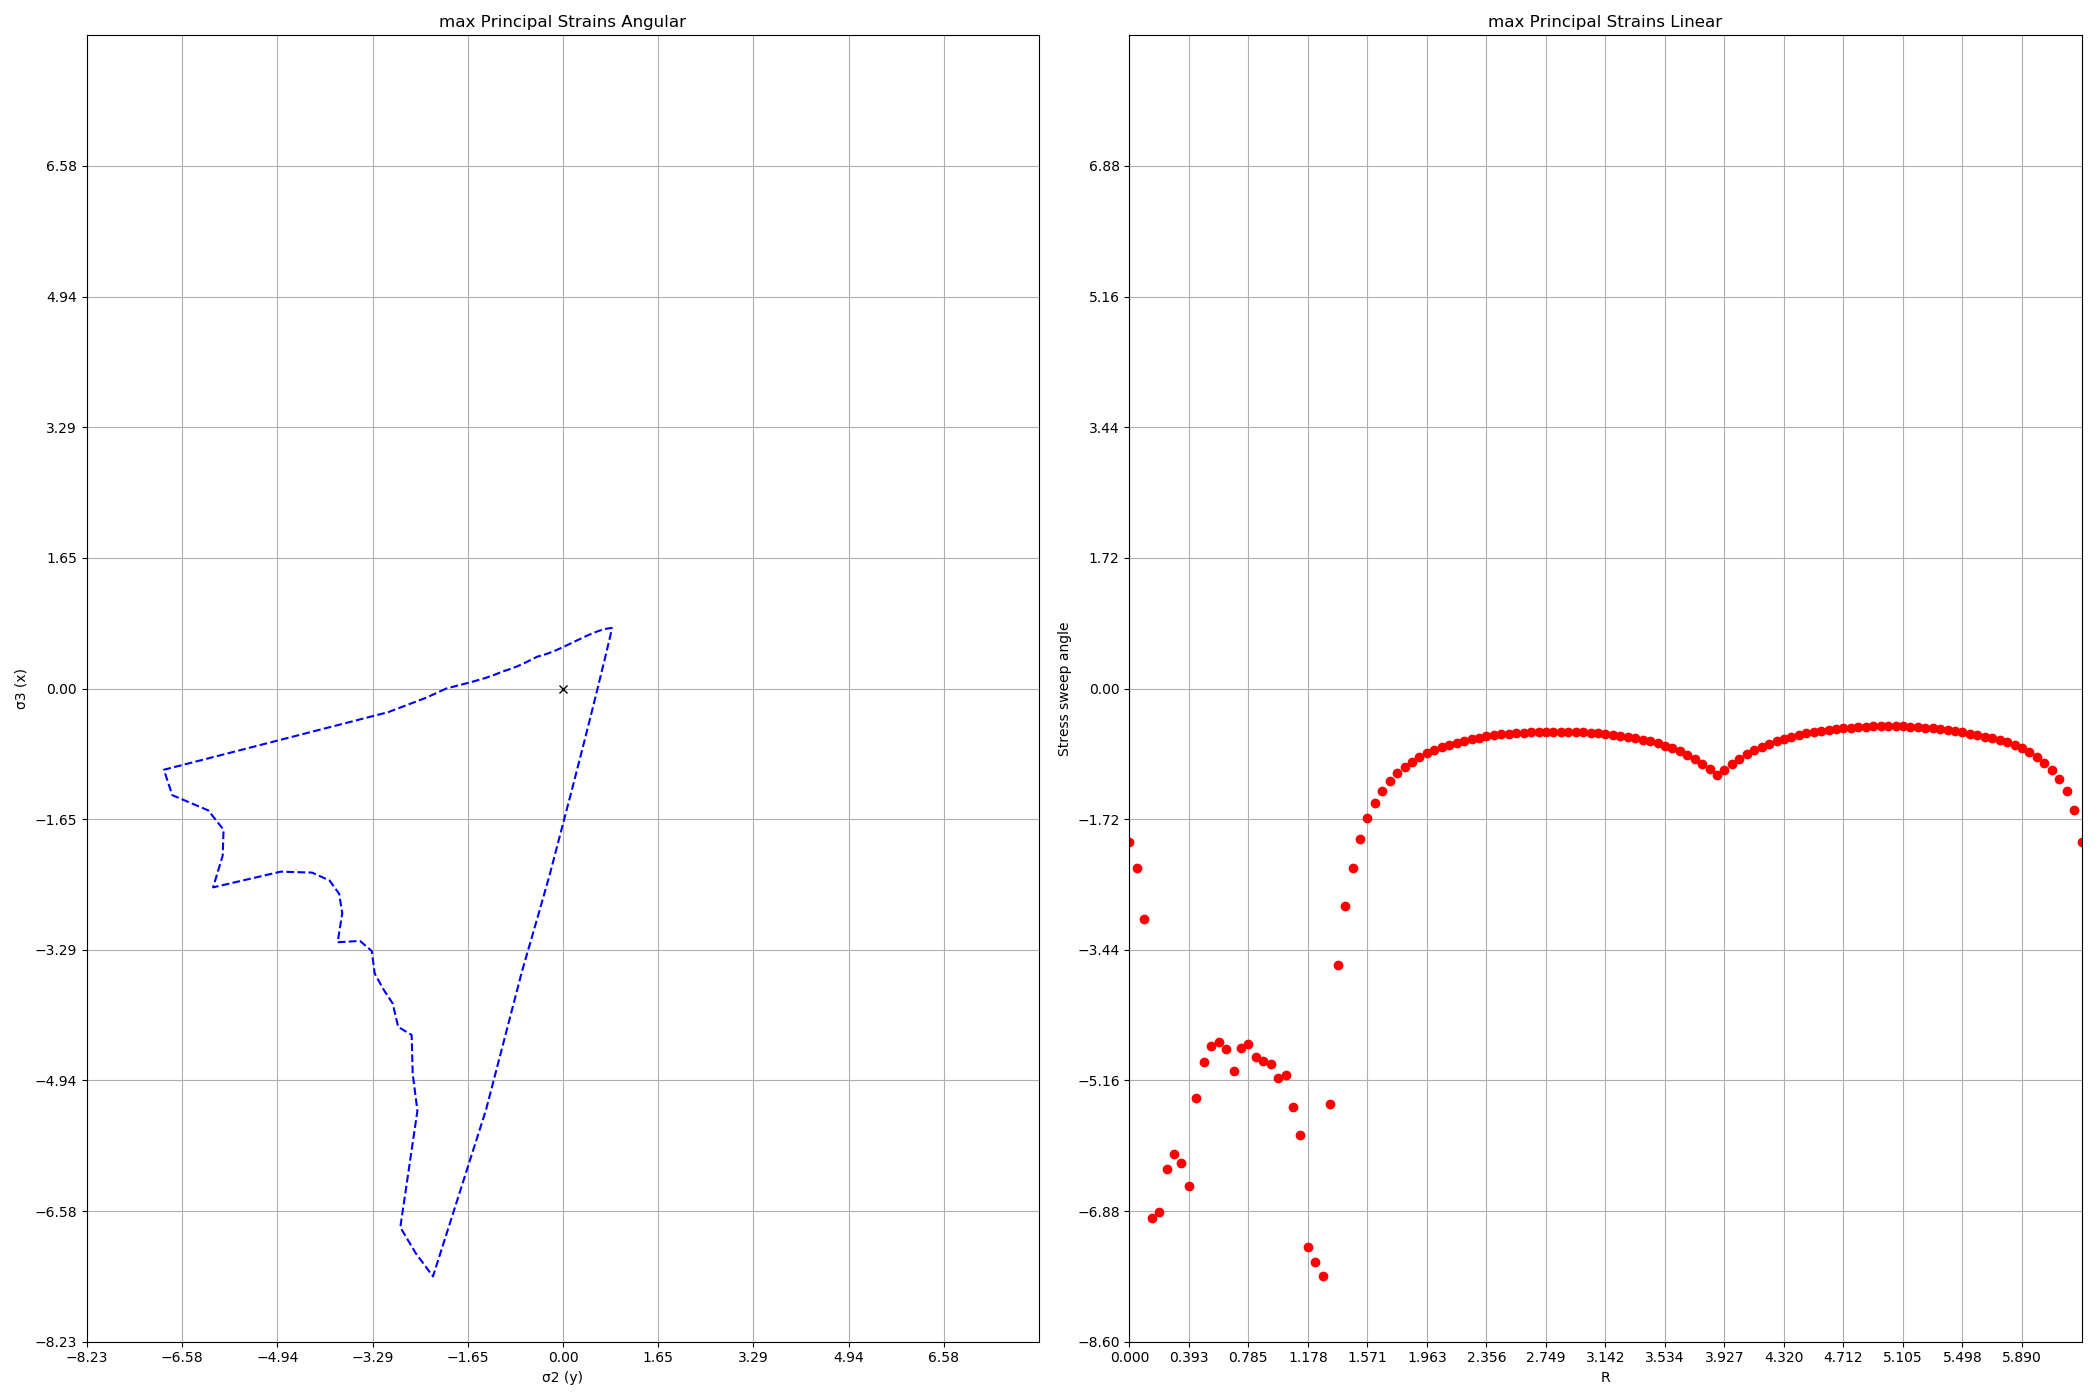 max Principal Strains Angular
6.58
4.94
3.29
1.65
0.00
−1.65
−3.29
−4.94
−6.58
−8.23
σ3 (x)
−8.23 −6.58 −4.94 −3.29 −1.65 0.00 1.65 3.29 4.94 6.58
σ2 (y)
max Principal Strains Linear
6.88
5.16
3.44
1.72
0.00
−1.72
−3.44
−5.16
−6.88
−8.60
Stress sweep angle
0.000 0.393 0.785 1.178 1.571 1.963 2.356 2.749 3.142 3.534 3.927 4.320 4.712 5.105 5.498 5.890
R